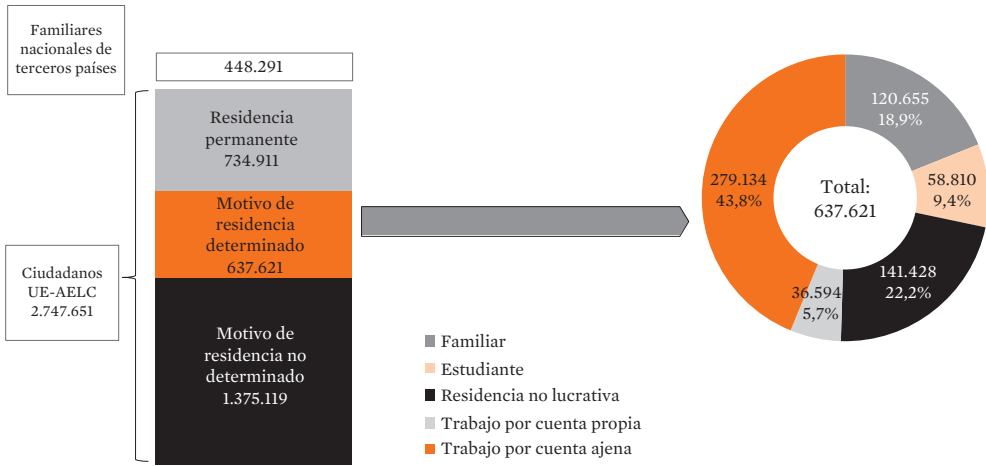 Familiares
nacionales de
terceros países
448.291
Residencia
permanente
734.911
Motivo de
residencia
determinado
637.621
Ciudadanos
UE-AELC
2.747.651
Motivo de
residencia no
determinado
1.375.119
120.655
18,9%
58.810
9,4%
141.428
22,2%
36.594
5,7%
279.134
43,8%
Total:
637.621
Familiar
Estudiante
Residencia no lucrativa
Trabajo por cuenta propia
Trabajo por cuenta ajena